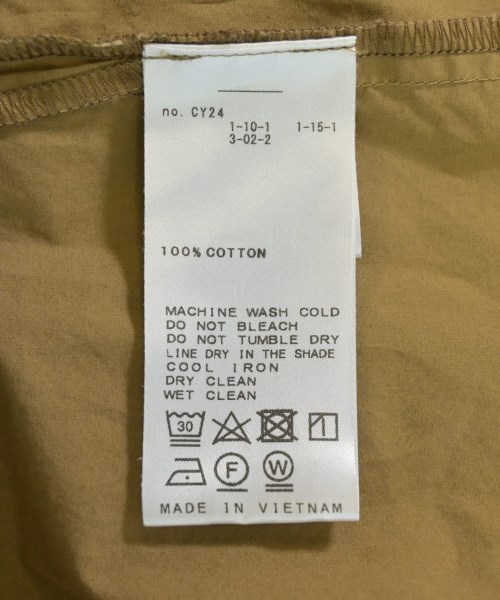 no. CY24
1-10-1 1-15-1
3-02-2
100% COTTON
MACHINE WASH COLD
DO NOT BLEACH
DO NOT TUMBLE DRY
LINE DRY IN THE SHADE
COOL IRON
DRY CLEAN
WET CLEAN
30
F W
MADE IN VIETNAM